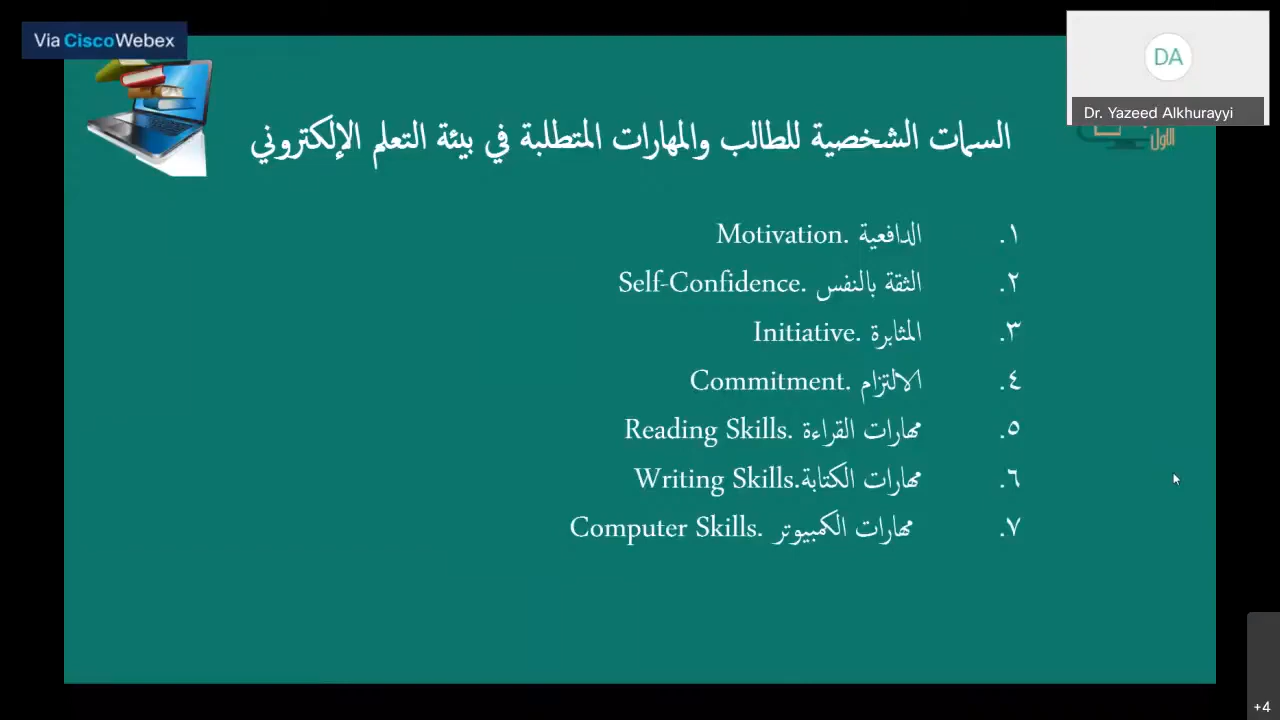 Via CiscoWebex
DA
Dr. Yazeed Alkhurayyi
الأول
السمات الشخصية للطالب والمهارات المتطلبة في بيئة التعلم الإلكتروني
١. الدافعية Motivation.
٢. الثقة بالنفس Self-Confidence.
٣. المثابرة Initiative.
٤. الالتزام Commitment.
٥. مهارات القراءة Reading Skills.
٦. مهارات الكتابة Writing Skills.
٧. مهارات الكمبيوتر Computer Skills.
+4